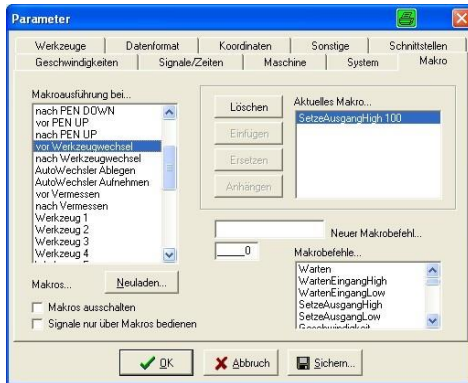 Parameter
Werkzeuge Datenformat Koordinaten Sonstige Schnittstellen
Geschwindigkeiten Signale/Zeiten Maschine System Makro
Makroausführung bei...
nach PEN DOWN
vor PEN UP
nach PEN UP
vor Werkzeugwechsel
nach Werkzeugwechsel
AutoWechsler Ablegen
AutoWechsler Aufnehmen
vor Vermessen
nach Vermessen
Werkzeug 1
Werkzeug 2
Werkzeug 3
Werkzeug 4
Löschen
Einfügen
Ersetzen
Anhängen
Aktuelles Makro...
SetzeAusgangHigh 100
Neuer Makrobefehl...
____0
Makrobefehle...
Warten
WartenEingangHigh
WartenEingangLow
SetzeAusgangHigh
SetzeAusgangLow
Geschwindigkeit
Makros... Neuladen...
Makros ausschalten
Signale nur über Makros bedienen
OK Abbruch Sichern...